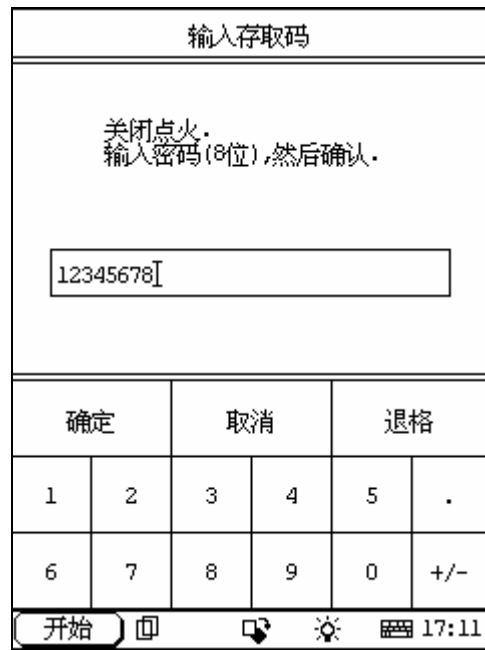 输入存取码
关闭点火.
输入密码(8位),然后确认.
12345678
确定 取消 退格
1 2 3 4 5 .
6 7 8 9 0 +/-
开始 17:11